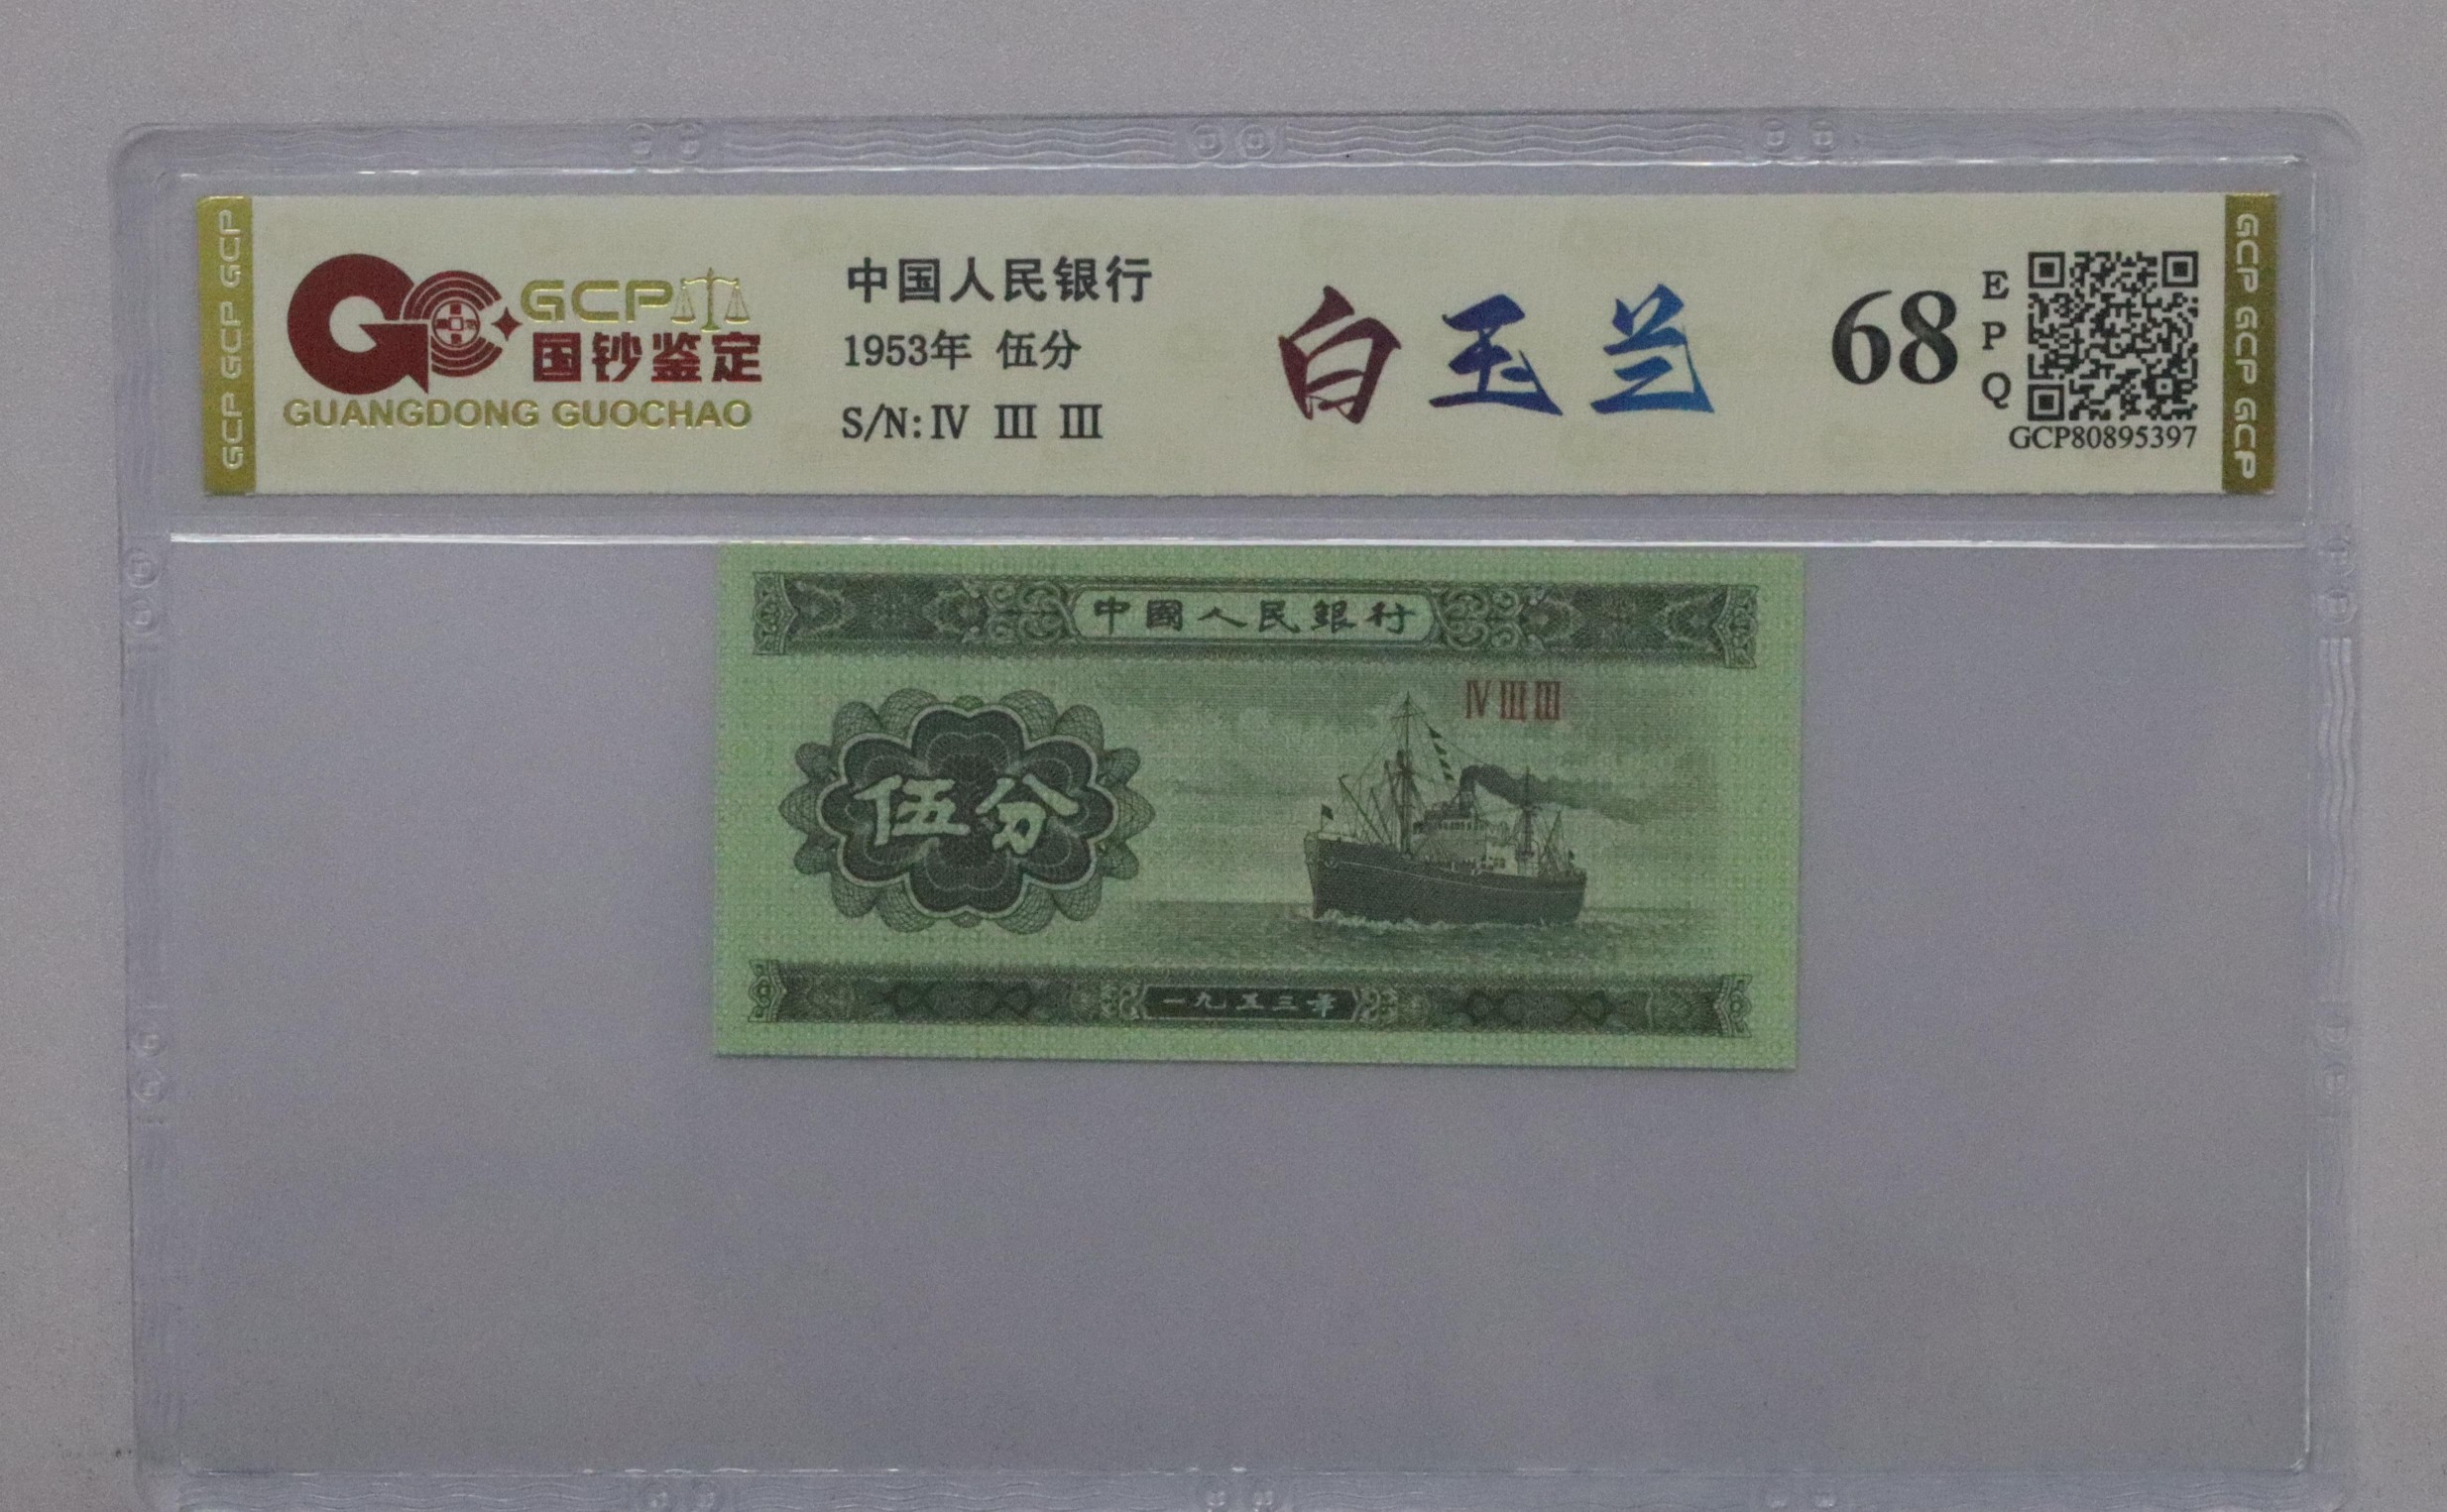 GCP GCP GCP
GCP
国钞鉴定
GUANGDONG GUOCHAO
中国人民银行
1953年 伍分
S/N:Ⅳ Ⅲ Ⅲ
白玉兰
68
EPQ
GCP80895397
GCP GCP GCP
中國人民銀行
Ⅳ Ⅲ Ⅲ
伍分
一九五三年